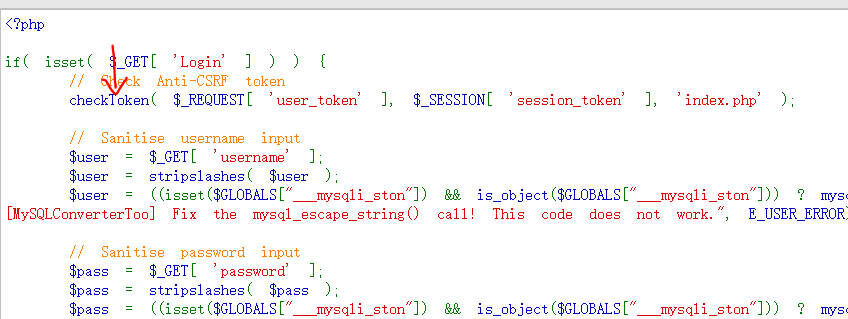 <?php
if( isset( $_GET[ 'Login' ] ) ) {
// Check Anti-CSRF token
checkToken( $_REQUEST[ 'user_token' ], $_SESSION[ 'session_token' ], 'index.php' );
// Sanitise username input
$user = $_GET[ 'username' ];
$user = stripslashes( $user );
$user = ((isset($GLOBALS["___mysqli_ston"]) && is_object($GLOBALS["___mysqli_ston"])) ? mys
[MySQLConverterToo] Fix the mysql_escape_string() call! This code does not work.", E_USER_ERROR)
// Sanitise password input
$pass = $_GET[ 'password' ];
$pass = stripslashes( $pass );
$pass = ((isset($GLOBALS["___mysqli_ston"]) && is_object($GLOBALS["___mysqli_ston"])) ? mys